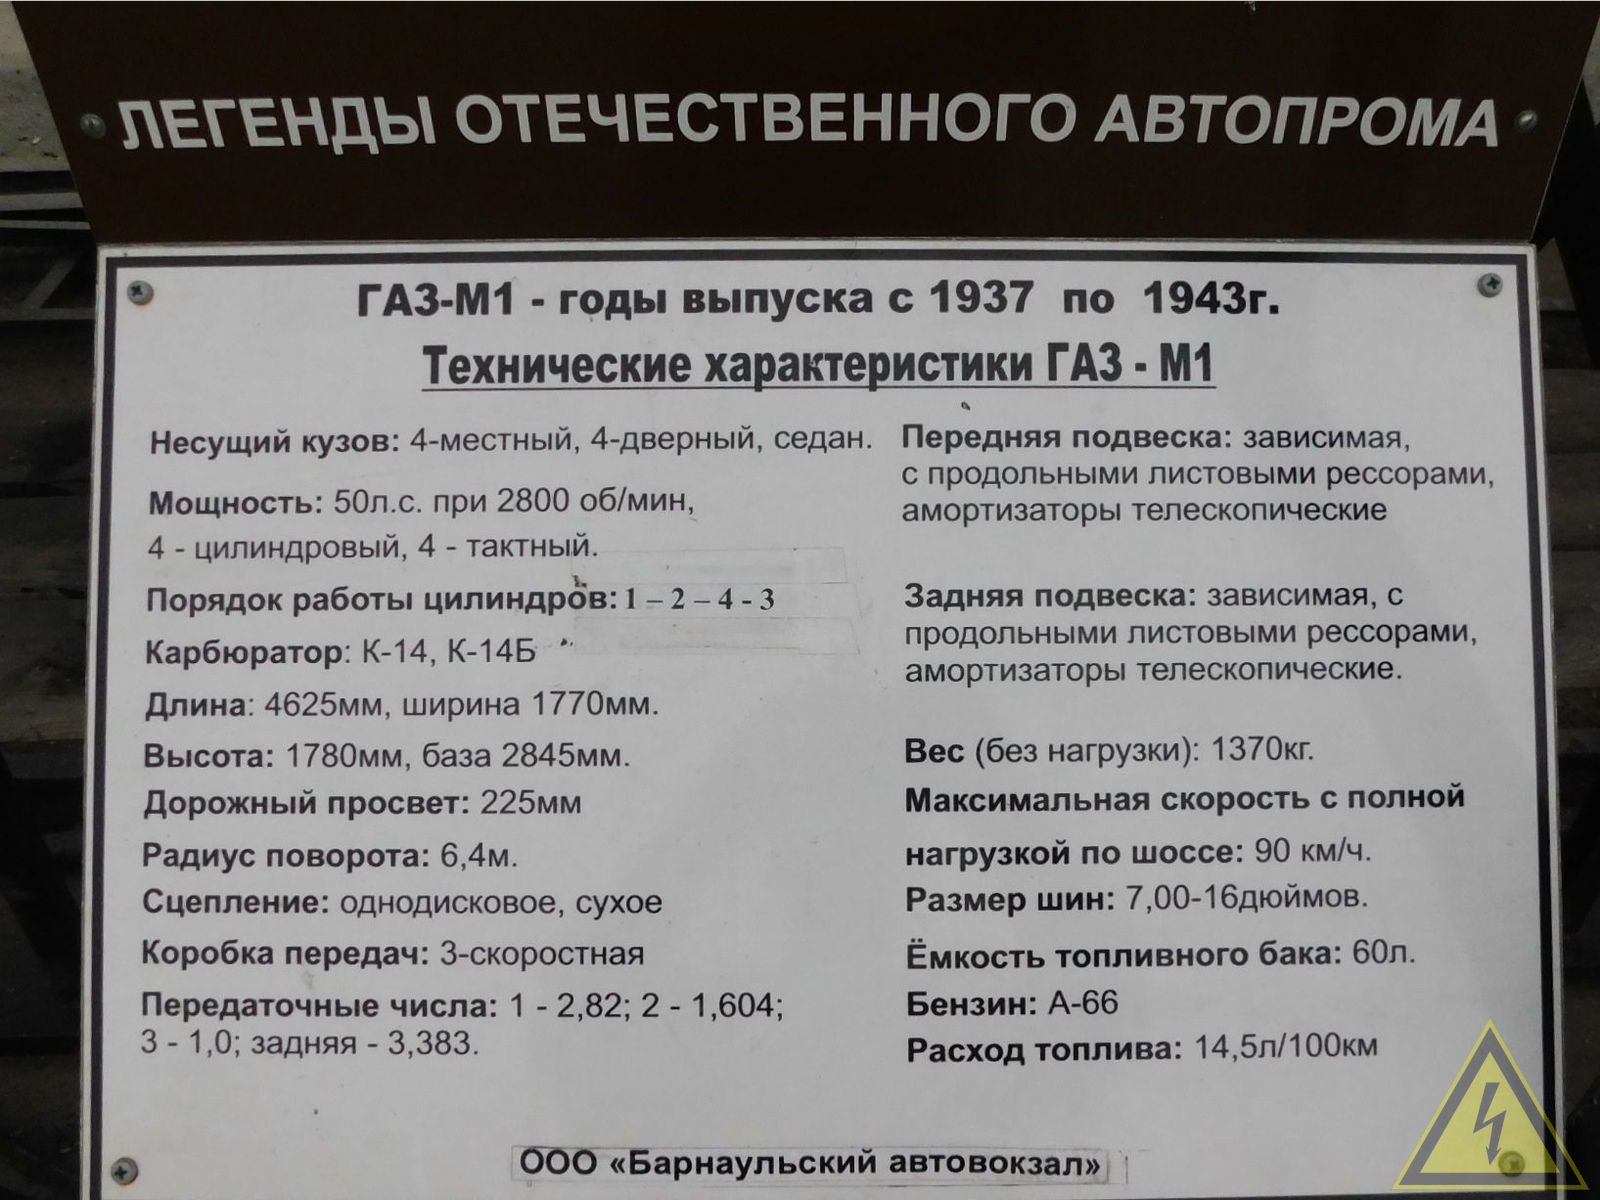 ЛЕГЕНДЫ ОТЕЧЕСТВЕННОГО АВТОПРОМА
ГАЗ-М1 - годы выпуска с 1937 по 1943г.
Технические характеристики ГАЗ - М1
Несущий кузов: 4-местный, 4-дверный, седан.
Мощность: 50л.с. при 2800 об/мин,
4 - цилиндровый, 4 - тактный.
Порядок работы цилиндров: 1 – 2 – 4 - 3
Карбюратор: К-14, К-14Б
Длина: 4625мм, ширина 1770мм.
Высота: 1780мм, база 2845мм.
Дорожный просвет: 225мм
Радиус поворота: 6,4м.
Сцепление: однодисковое, сухое
Коробка передач: 3-скоростная
Передаточные числа: 1 - 2,82; 2 - 1,604;
3 - 1,0; задняя - 3,383.
Передняя подвеска: зависимая,
с продольными листовыми рессорами,
амортизаторы телескопические
Задняя подвеска: зависимая, с
продольными листовыми рессорами,
амортизаторы телескопические.
Вес (без нагрузки): 1370кг.
Максимальная скорость с полной
нагрузкой по шоссе: 90 км/ч.
Размер шин: 7,00-16дюймов.
Ёмкость топливного бака: 60л.
Бензин: А-66
Расход топлива: 14,5л/100км
ООО «Барнаульский автовокзал»